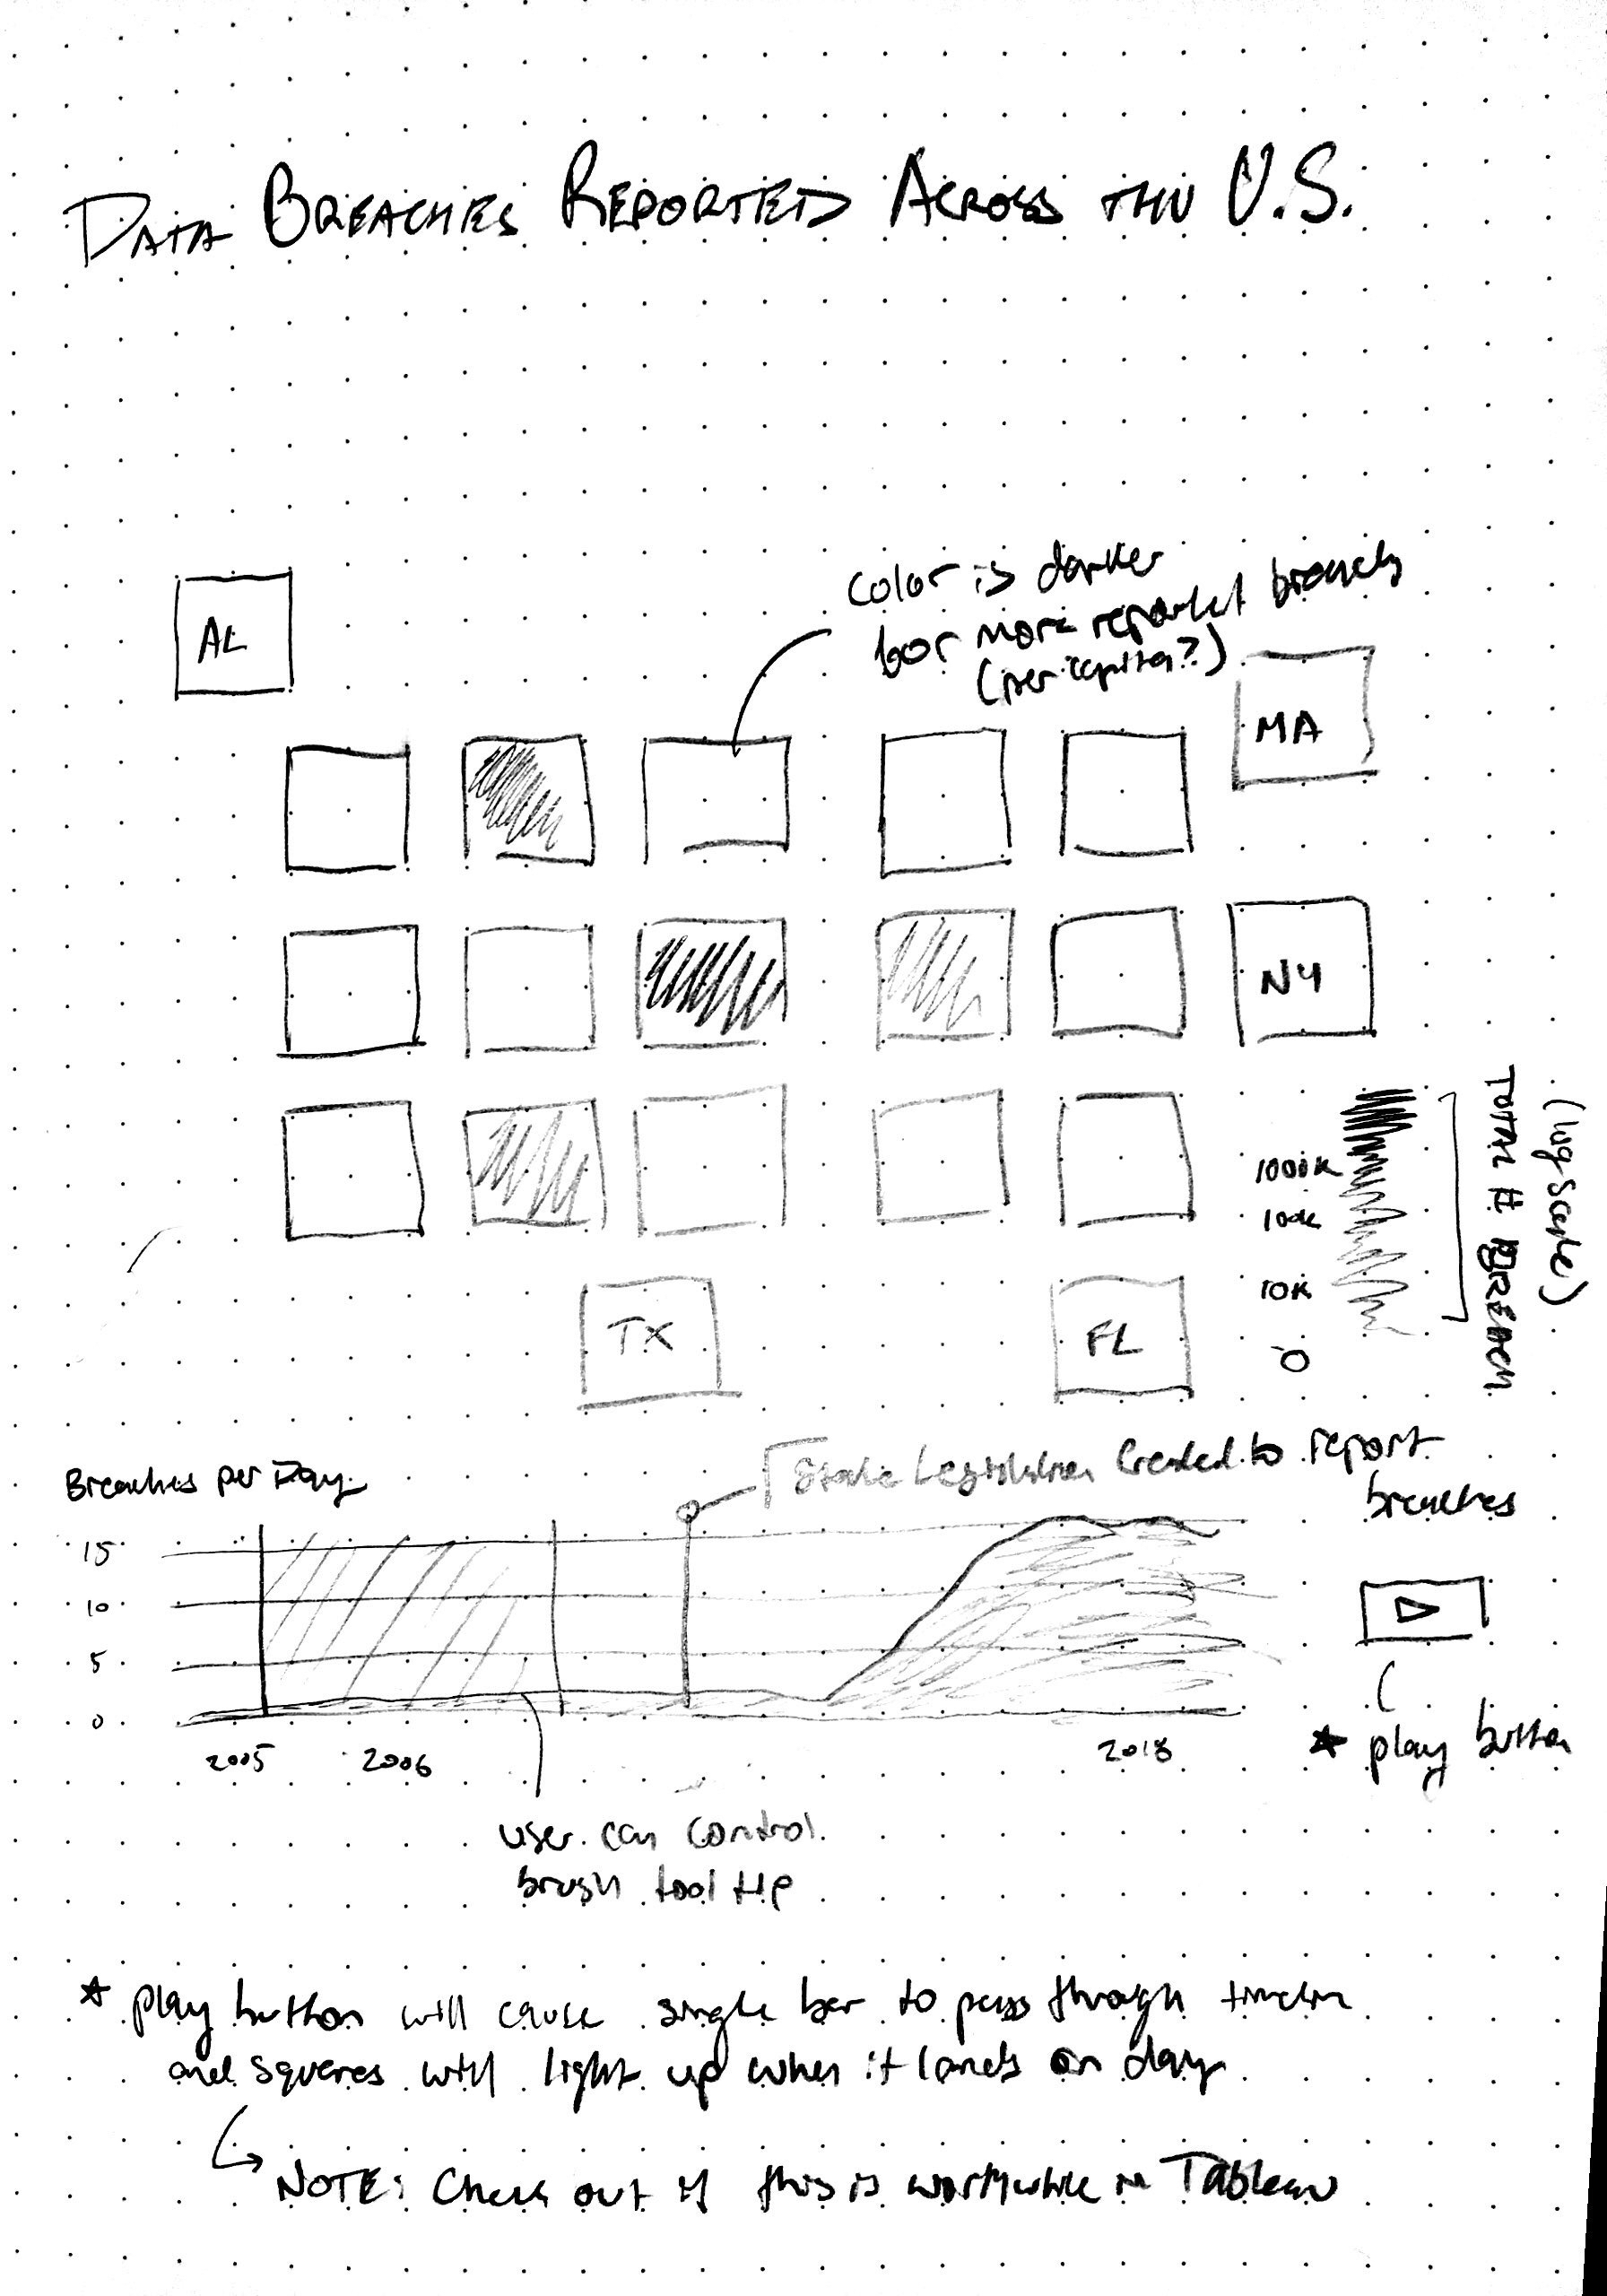 DATA BREACHES REPORTED ACROSS THE U.S.
AL
color is darker
for more reported breaches
(per capita?)
MA
NY
1000K
100K
10K
0
TOTAL # BREACH
(log scale)
TX
FL
Breaches per Day
State Legislation Created to report
breaches
15
10
5
0
2005
2006
2018
★ play button
user can control
brush tool tip
★ play button will cause single bar to pass through timeline
and squares will light up when it lands on day
NOTE: Check out if this is worthwhile in Tableau